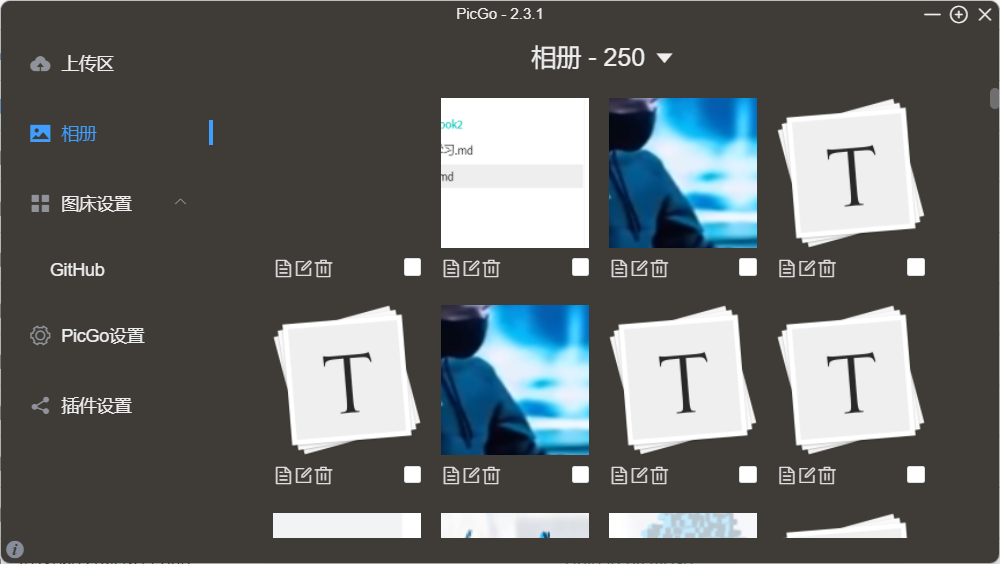 PicGo - 2.3.1
上传区
相册
图床设置
GitHub
PicGo设置
插件设置
相册 - 250
ook2
学习.md
md
T
T
T
T